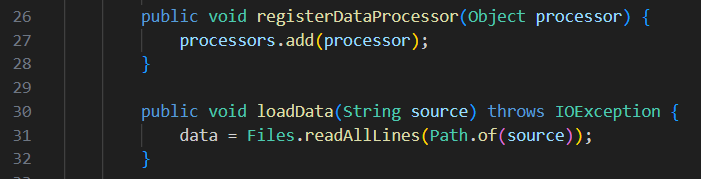 26 public void registerDataProcessor(Object processor) {
27 processors.add(processor);
28 }
29
30 public void loadData(String source) throws IOException {
31 data = Files.readAllLines(Path.of(source));
32 }